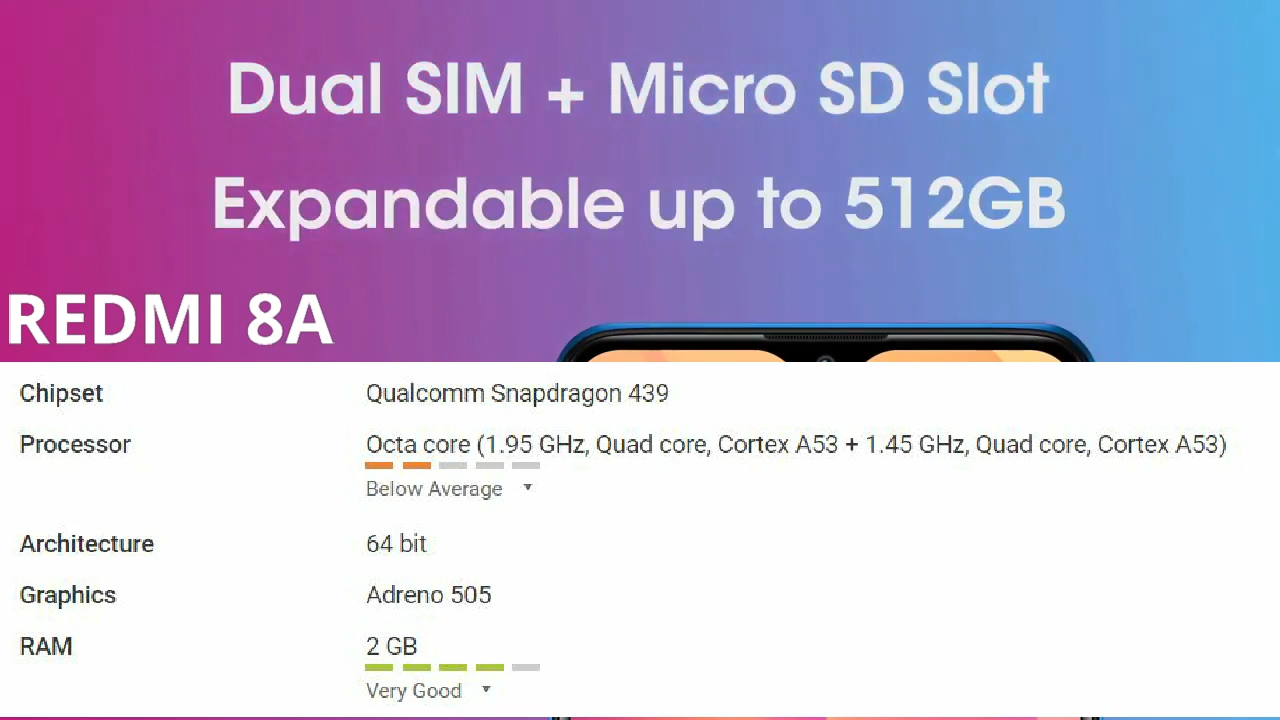 Dual SIM + Micro SD Slot
Expandable up to 512GB
REDMI 8A
Chipset Qualcomm Snapdragon 439
Processor Octa core (1.95 GHz, Quad core, Cortex A53 + 1.45 GHz, Quad core, Cortex A53)
Below Average
Architecture 64 bit
Graphics Adreno 505
RAM 2 GB
Very Good